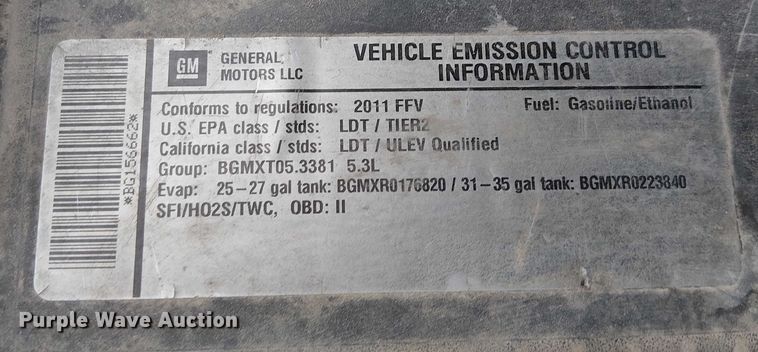 GM
GENERAL
MOTORS LLC
VEHICLE EMISSION CONTROL
INFORMATION
Conforms to regulations: 2011 FFV
Fuel: Gasoline/Ethanol
U.S. EPA class / stds: LDT / TIER2
California class / stds: LDT / ULEV Qualified
Group: BGMXT05.3381 5.3L
Evap: 25-27 gal tank: BGMXR0176820 / 31-35 gal tank: BGMXR0223840
SFI/HO2S/TWC, OBD: II
*BG156662*
Purple Wave Auction